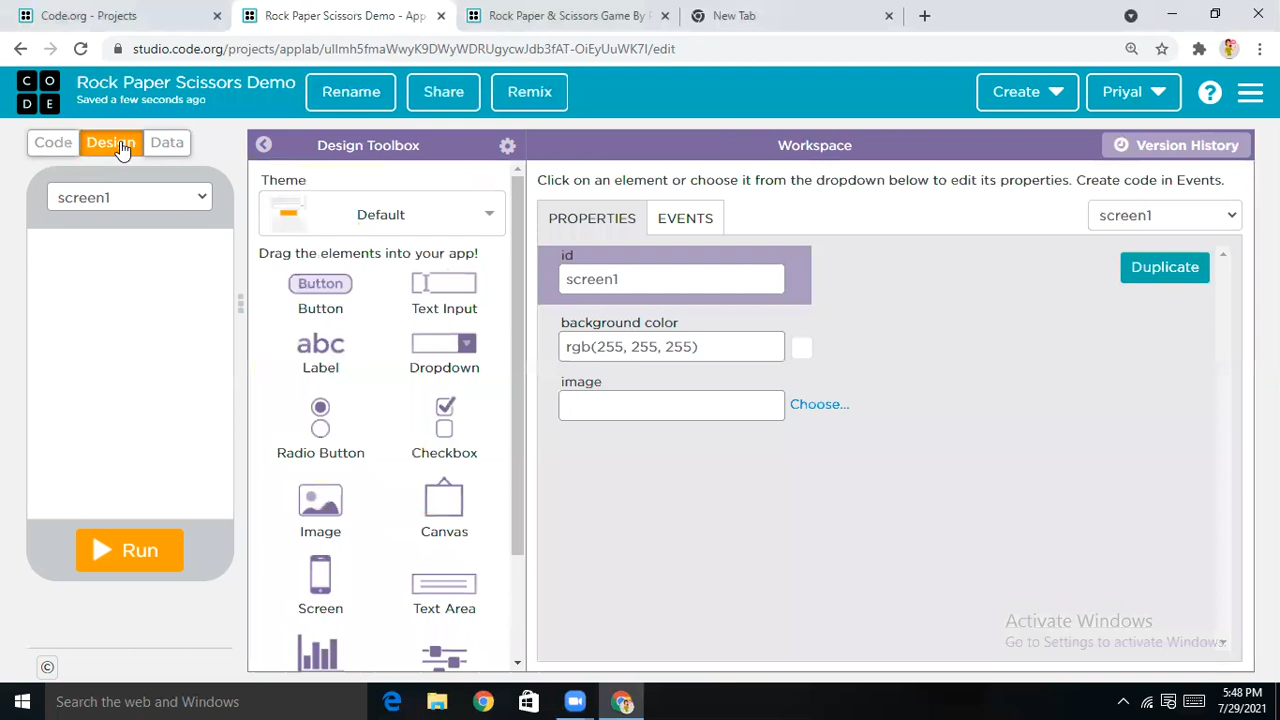 Code.org - Projects
Rock Paper Scissors Demo - App
Rock Paper & Scissors Game By P
New Tab
studio.code.org/projects/applab/ullmh5fmaWwyK9DWyWDRUgycwJdb3fAT-OiEyUuWK7I/edit
C O
D E
Rock Paper Scissors Demo
Saved a few seconds ago
Rename
Share
Remix
Create
Priyal
?
Code
Design
Data
Design Toolbox
Workspace
Version History
screen1
Theme
Default
Drag the elements into your app!
Button
Button
Text Input
abc
Label
Dropdown
Radio Button
Checkbox
Image
Canvas
Screen
Text Area
Click on an element or choose it from the dropdown below to edit its properties. Create code in Events.
PROPERTIES
EVENTS
screen1
id
screen1
Duplicate
background color
rgb(255, 255, 255)
image
Choose...
Run
©
Activate Windows
Go to Settings to activate Windows.
Search the web and Windows
5:48 PM
7/29/2021